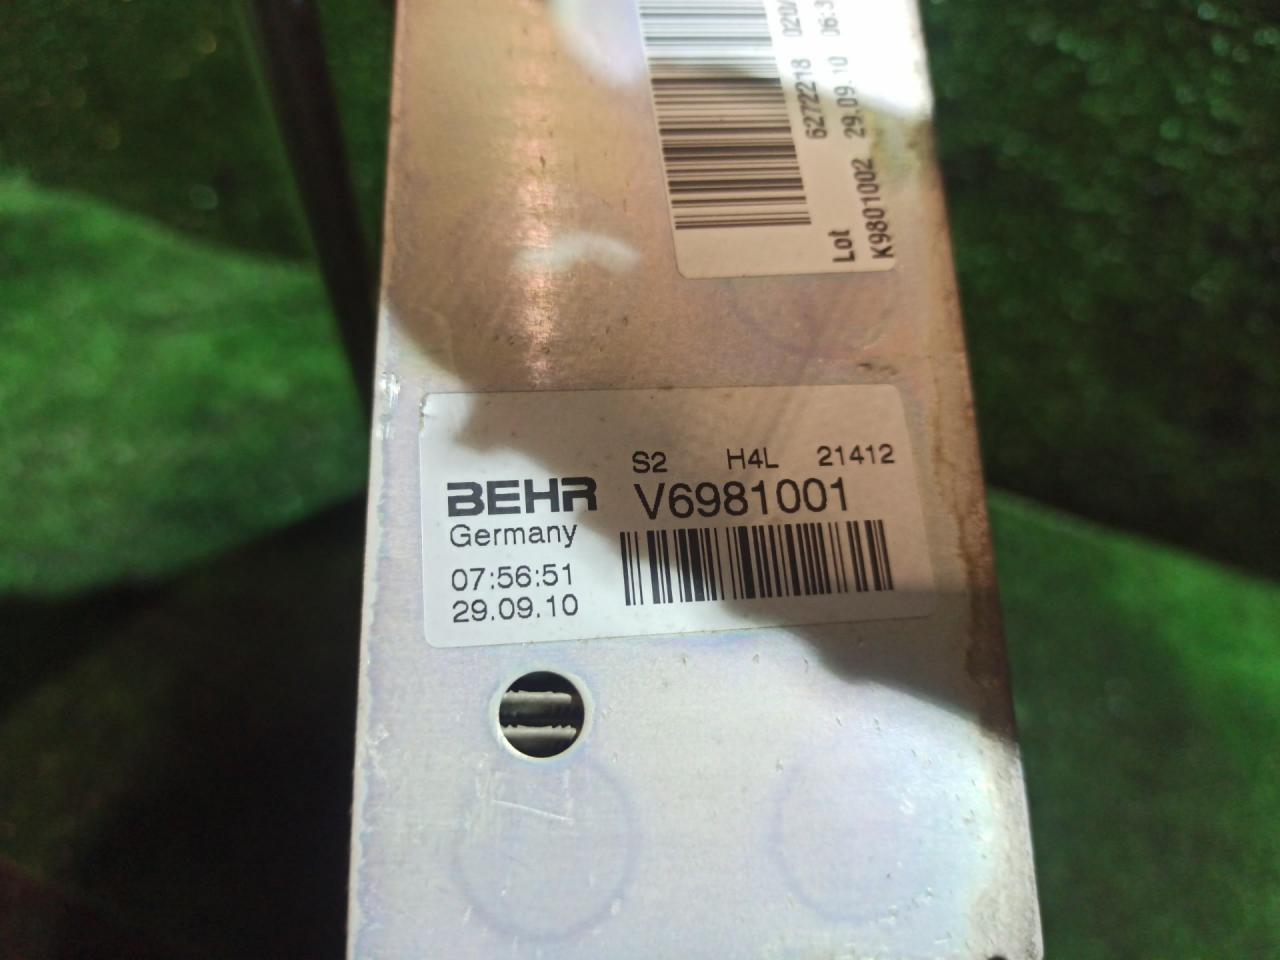 6272218 020/
Lot 29.09.10 06:3
K9801002
S2 H4L 21412
BEHR V6981001
Germany
07:56:51
29.09.10